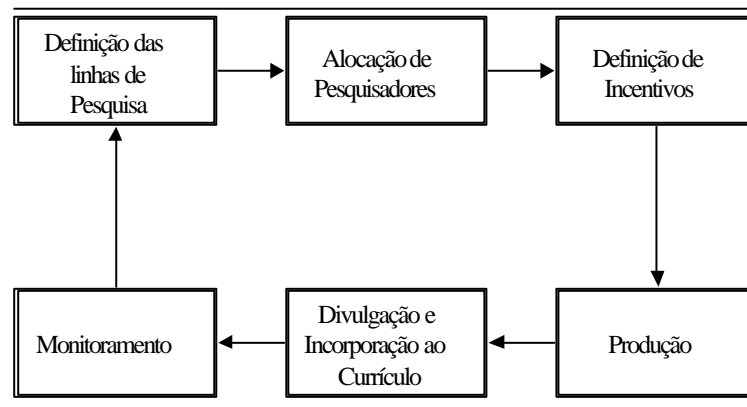 Definição das
linhas de
Pesquisa
Alocação de
Pesquisadores
Definição de
Incentivos
Monitoramento
Divulgação e
Incorporação ao
Currículo
Produção